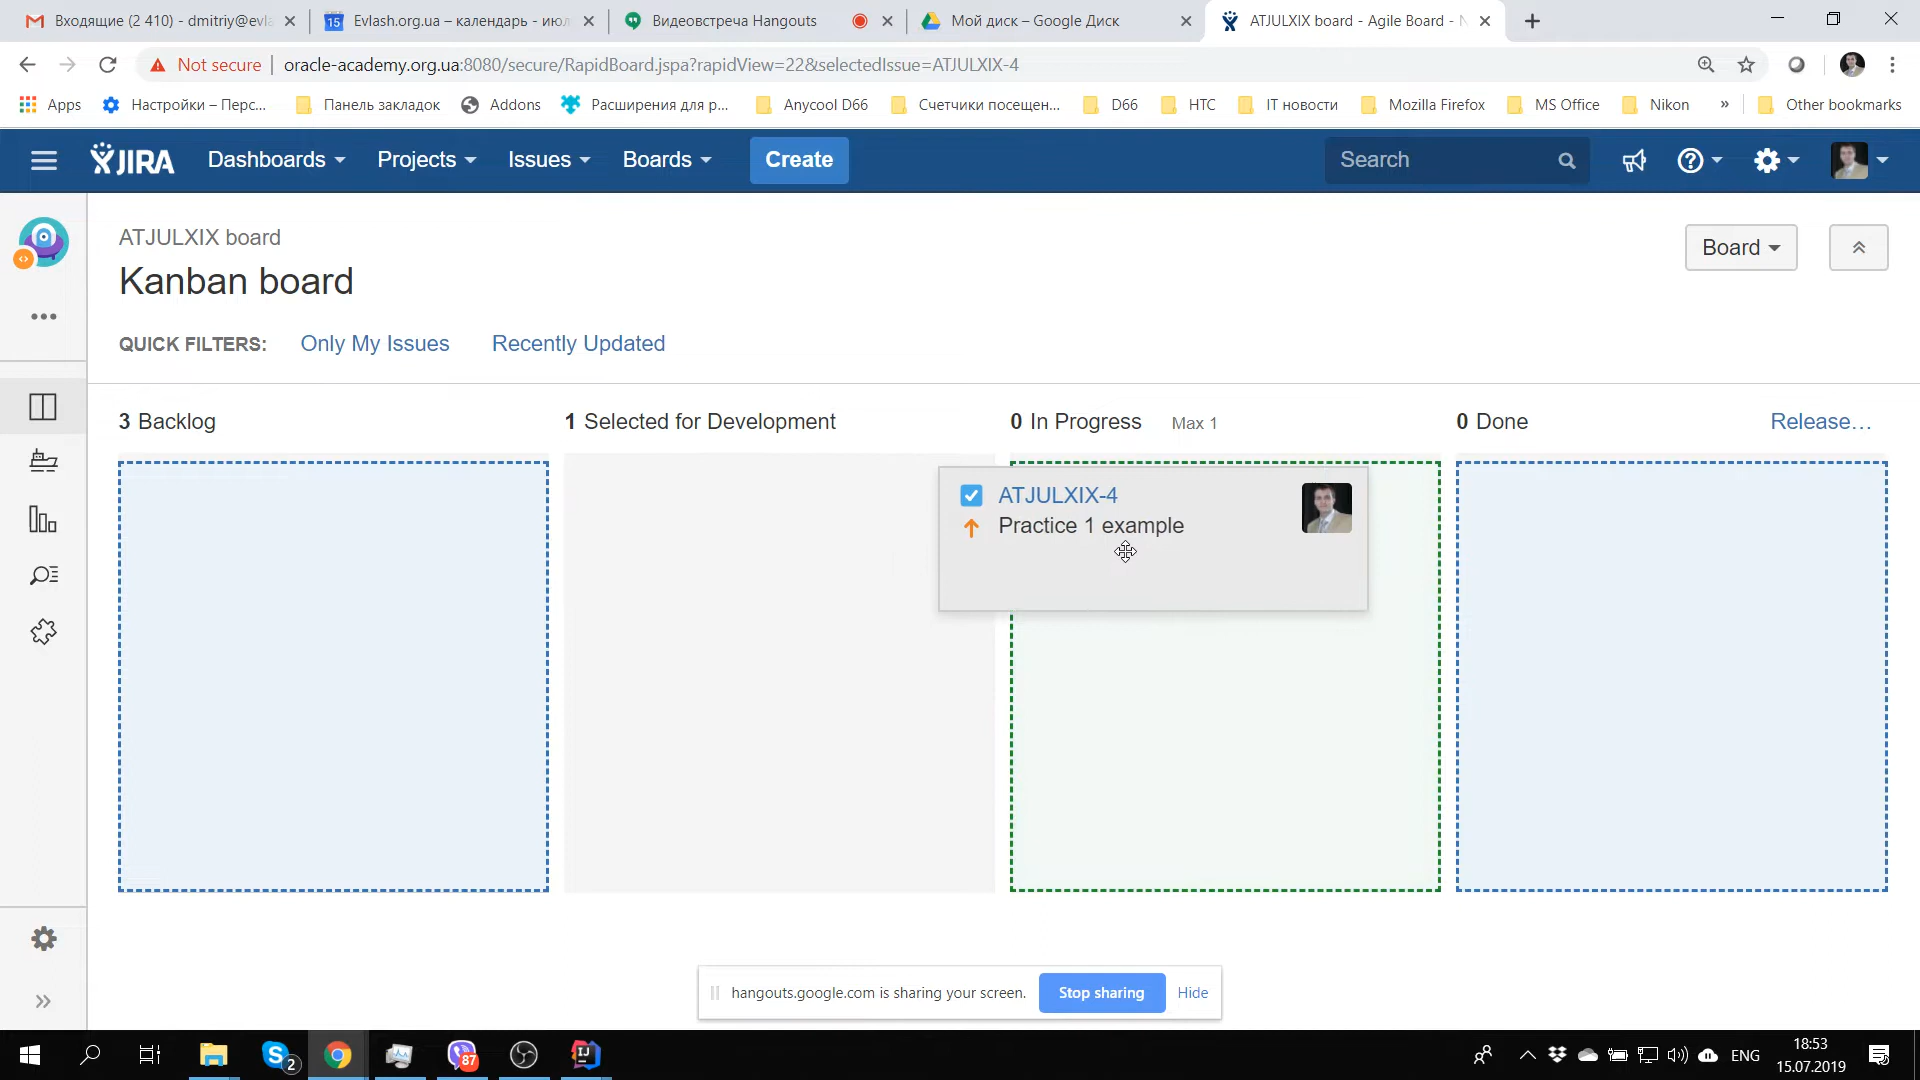 Входящие (2 410) - dmitriy@evla
Evlash.org.ua – календарь - июл
Видеовстреча Hangouts
Мой диск – Google Диск
ATJULXIX board - Agile Board - N
Not secure
oracle-academy.org.ua:8080/secure/RapidBoard.jspa?rapidView=22&selectedIssue=ATJULXIX-4
Apps
Настройки – Перс...
Панель закладок
Addons
Расширения для р...
Anycool D66
Счетчики посещен...
D66
HTC
IT новости
Mozilla Firefox
MS Office
Nikon
»
Other bookmarks
JIRA
Dashboards
Projects
Issues
Boards
Create
Search
ATJULXIX board
Kanban board
Board
QUICK FILTERS:
Only My Issues
Recently Updated
3 Backlog
1 Selected for Development
0 In Progress
Max 1
0 Done
Release...
ATJULXIX-4
Practice 1 example
hangouts.google.com is sharing your screen.
Stop sharing
Hide
2
87
ENG
18:53
15.07.2019
15